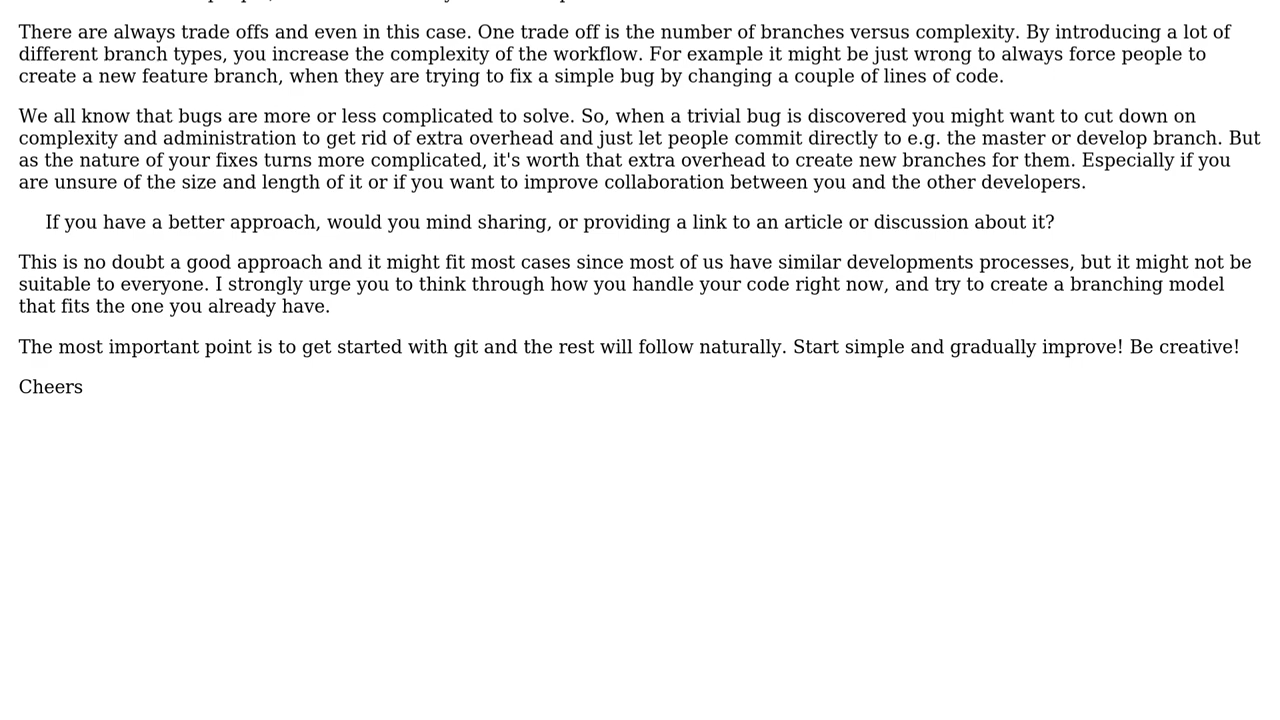 There are always trade offs and even in this case. One trade off is the number of branches versus complexity. By introducing a lot of
different branch types, you increase the complexity of the workflow. For example it might be just wrong to always force people to
create a new feature branch, when they are trying to fix a simple bug by changing a couple of lines of code.
We all know that bugs are more or less complicated to solve. So, when a trivial bug is discovered you might want to cut down on
complexity and administration to get rid of extra overhead and just let people commit directly to e.g. the master or develop branch. But
as the nature of your fixes turns more complicated, it's worth that extra overhead to create new branches for them. Especially if you
are unsure of the size and length of it or if you want to improve collaboration between you and the other developers.
If you have a better approach, would you mind sharing, or providing a link to an article or discussion about it?
This is no doubt a good approach and it might fit most cases since most of us have similar developments processes, but it might not be
suitable to everyone. I strongly urge you to think through how you handle your code right now, and try to create a branching model
that fits the one you already have.
The most important point is to get started with git and the rest will follow naturally. Start simple and gradually improve! Be creative!
Cheers